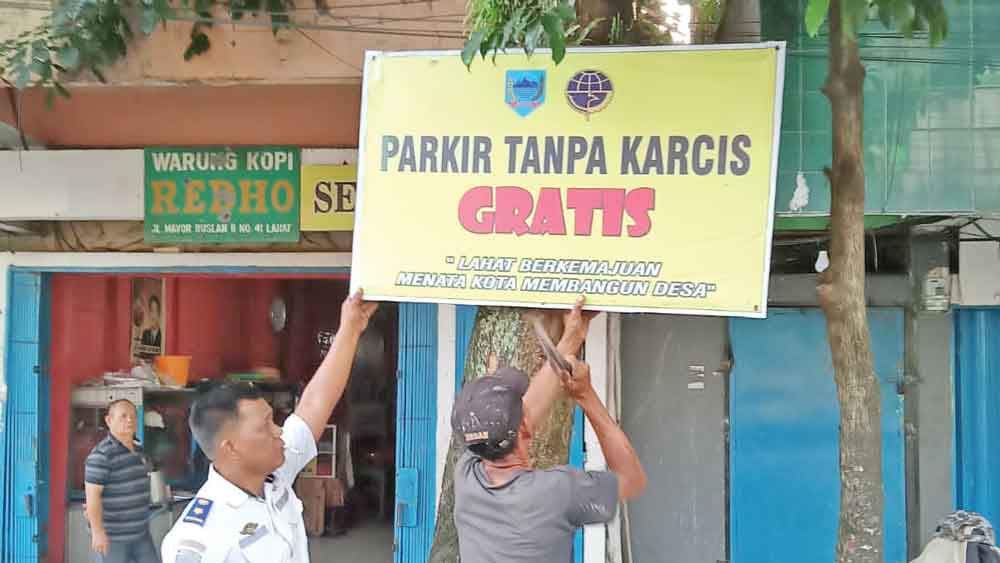 PARKIR TANPA KARCIS
GRATIS
" LAHAT BERKEMAJUAN
MENATA KOTA MEMBANGUN DESA"
WARUNG KOPI
REDHO
JL. MAYOR RUSLAN II NO. 41 LAHAT
SE